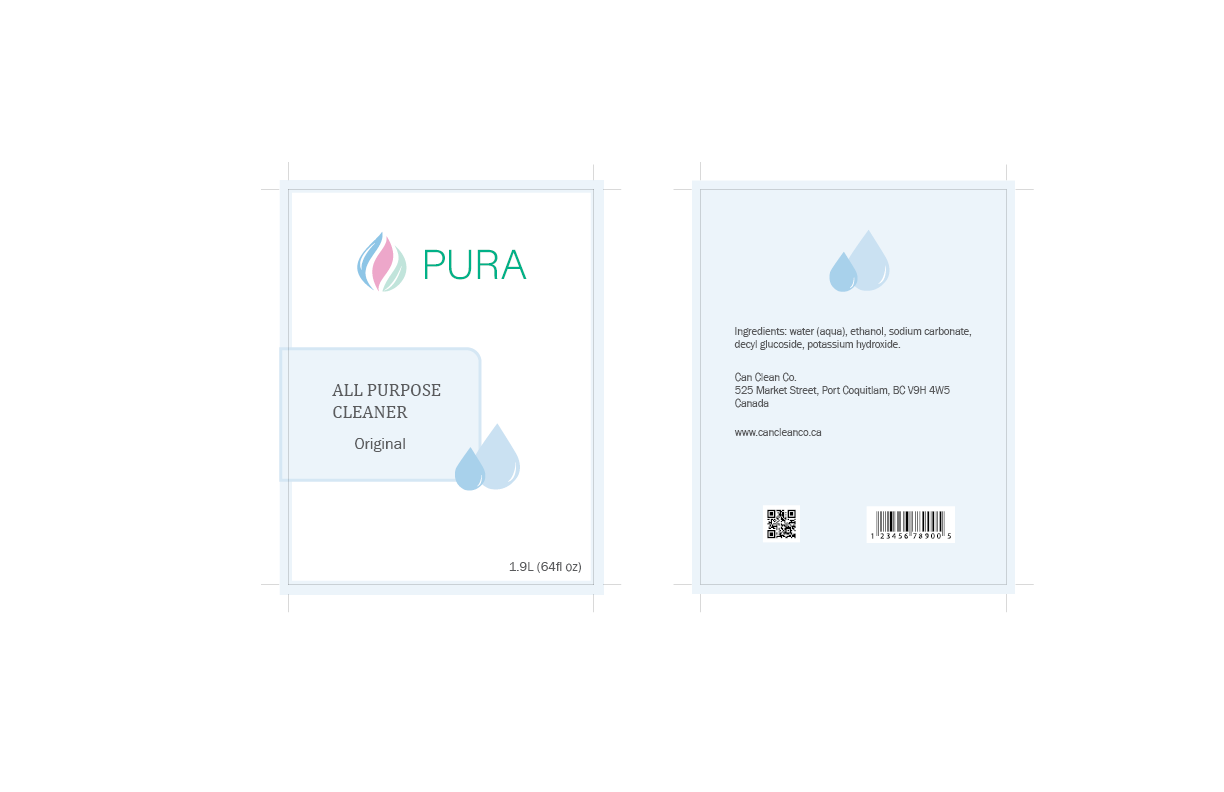 PURA
ALL PURPOSE
CLEANER
Original
1.9L (64fl oz)
Ingredients: water (aqua), ethanol, sodium carbonate,
decyl glucoside, potassium hydroxide.
Can Clean Co.
525 Market Street, Port Coquitlam, BC V9H 4W5
Canada
www.cancleanco.ca
1 23456 78900 5